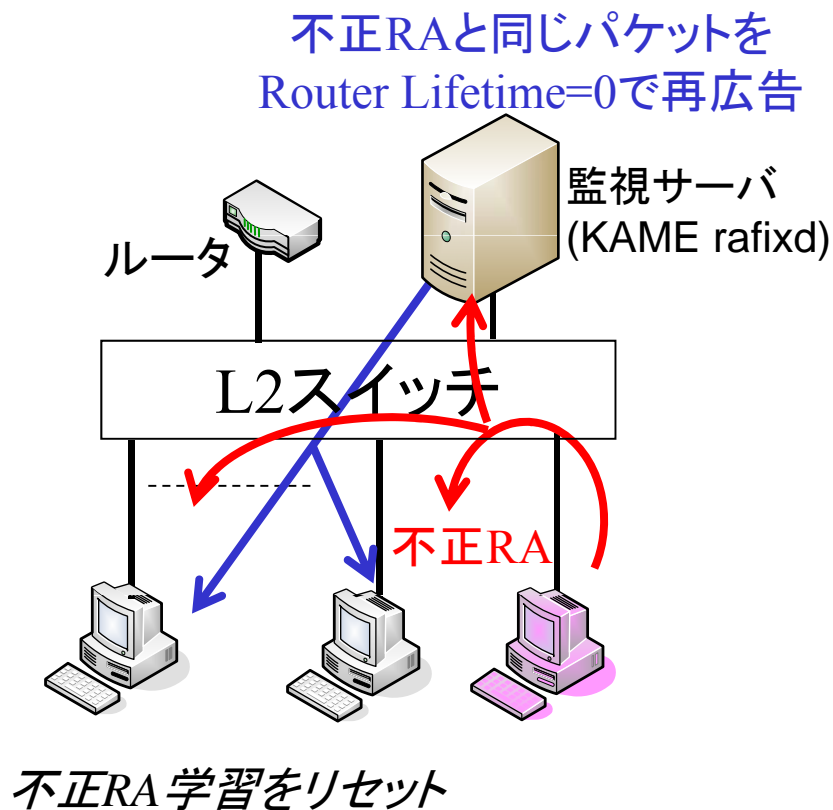 不正RAと同じパケットを
Router Lifetime=0で再広告
監視サーバ
(KAME rafixd)
ルータ
L2スイッチ
不正RA
不正RA学習をリセット